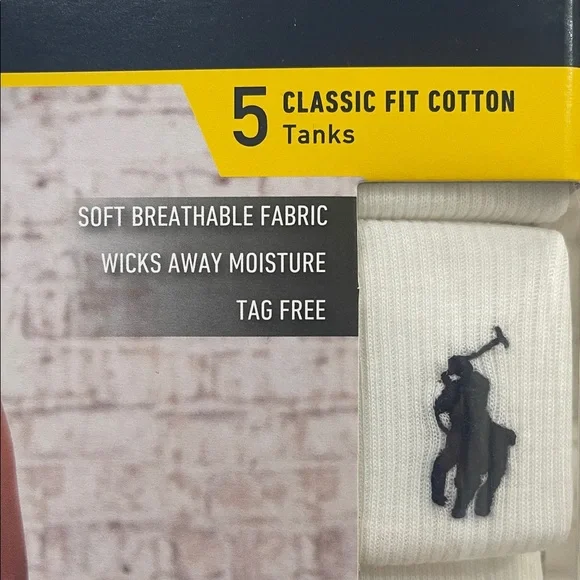 5 CLASSIC FIT COTTON
Tanks
SOFT BREATHABLE FABRIC
WICKS AWAY MOISTURE
TAG FREE